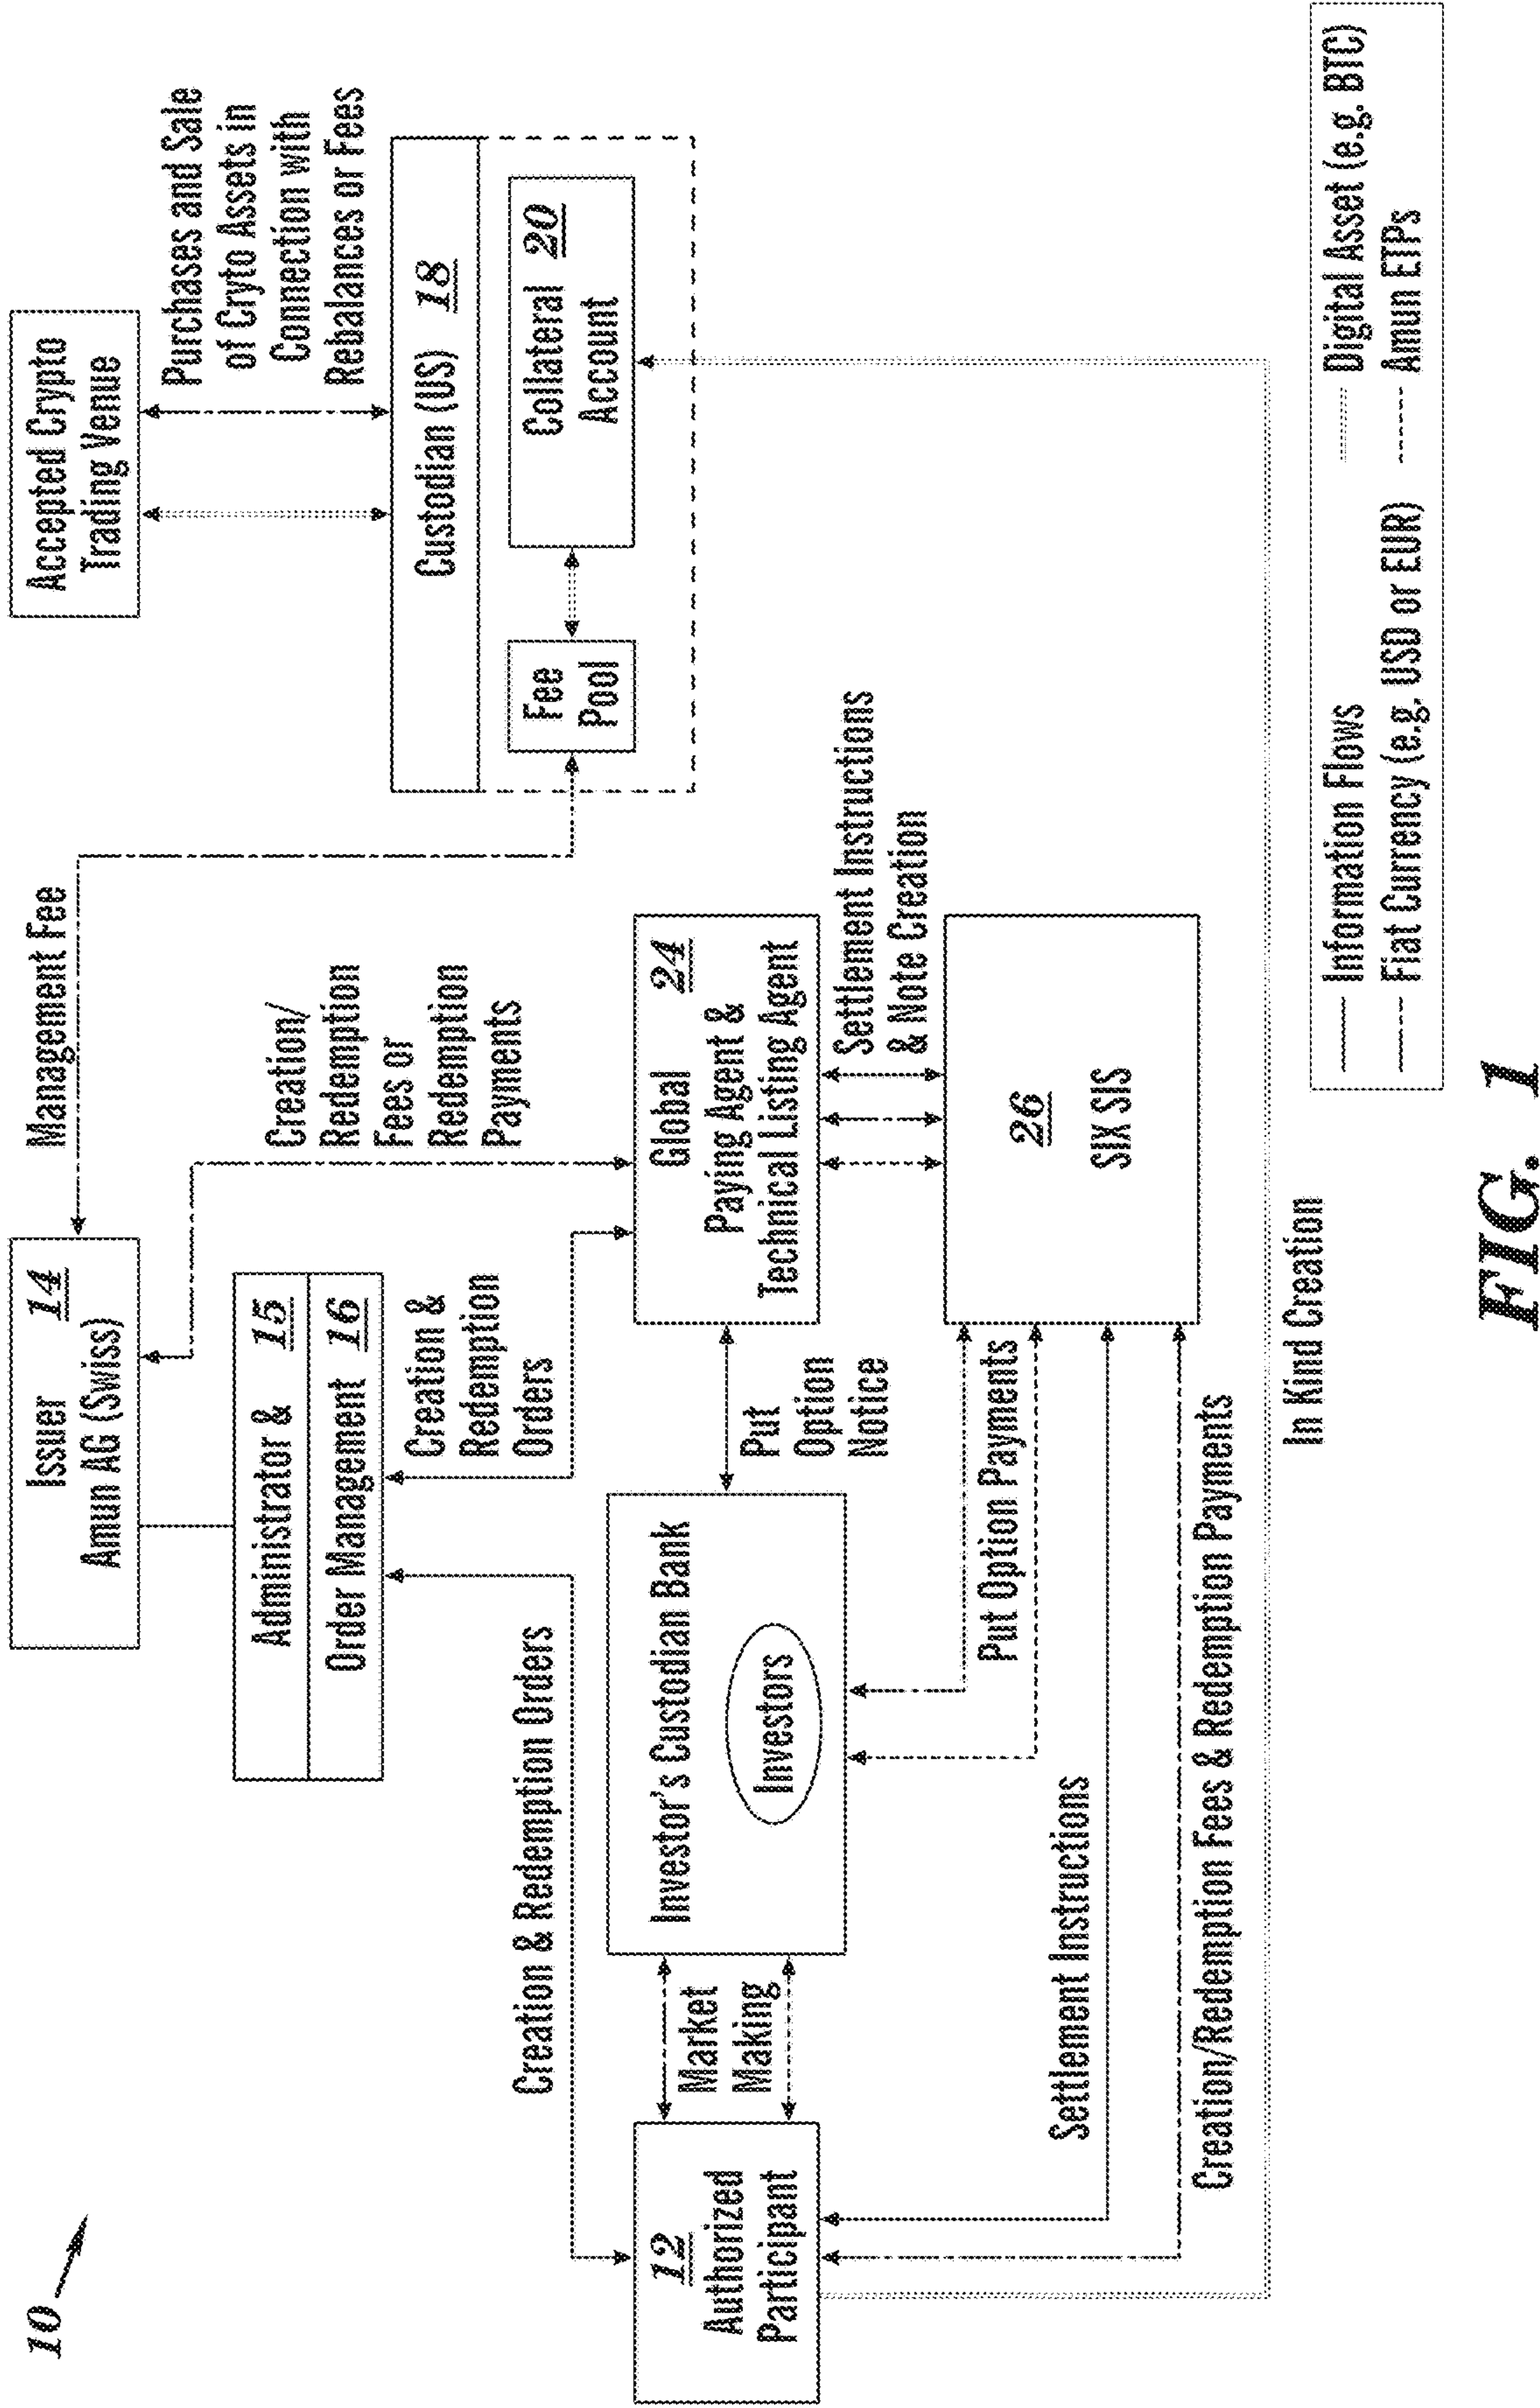 10
Issuer 14
Amun AG (Swiss)
Management Fee
Accepted Crypto
Trading Venue
Purchases and Sale
of Cryto Assets in
Connection with
Rebalances or Fees
Administrator & 15
Order Management 16
Creation/
Redemption
Fees or
Redemption
Payments
Custodian (US) 18
Fee
Pool
Collateral 20
Account
Creation &
Redemption
Orders
Creation & Redemption Orders
12
Authorized
Participant
Market
Making
Investor's Custodian Bank
Investors
Put
Option
Notice
Global 24
Paying Agent &
Technical Listing Agent
Settlement Instructions
& Note Creation
Put Option Payments
26
SIX SIS
Settlement Instructions
Creation/Redemption Fees & Redemption Payments
In Kind Creation
Information Flows
Digital Asset (e.g. BTC)
Fiat Currency (e.g. USD or EUR)
Amun ETPs
FIG. 1